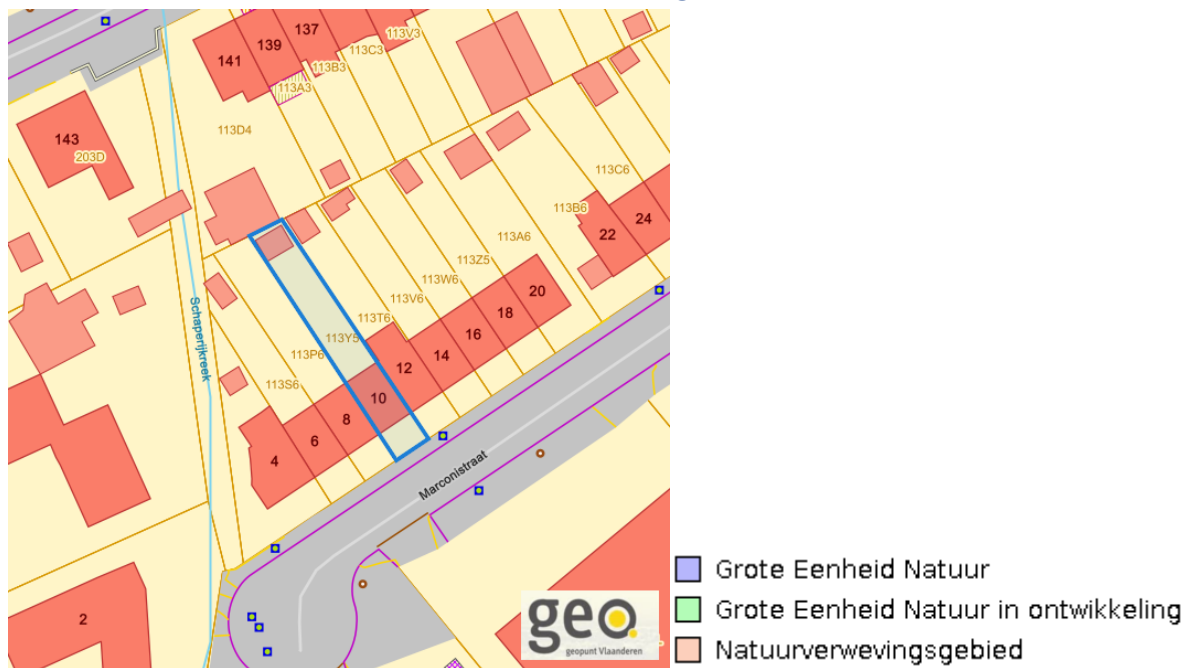 137
139
141
113V3
113C3
113B3
113A3
113D4
143
203D
113C6
113B6
24
22
113A6
113Z5
113W6
113V6
113T6
113Y5
113P6
113S6
20
18
16
14
12
10
8
6
4
Schaperijkreek
Marconistraat
2
geo.
geopunt Vlaanderen
Grote Eenheid Natuur
Grote Eenheid Natuur in ontwikkeling
Natuurverwevingsgebied